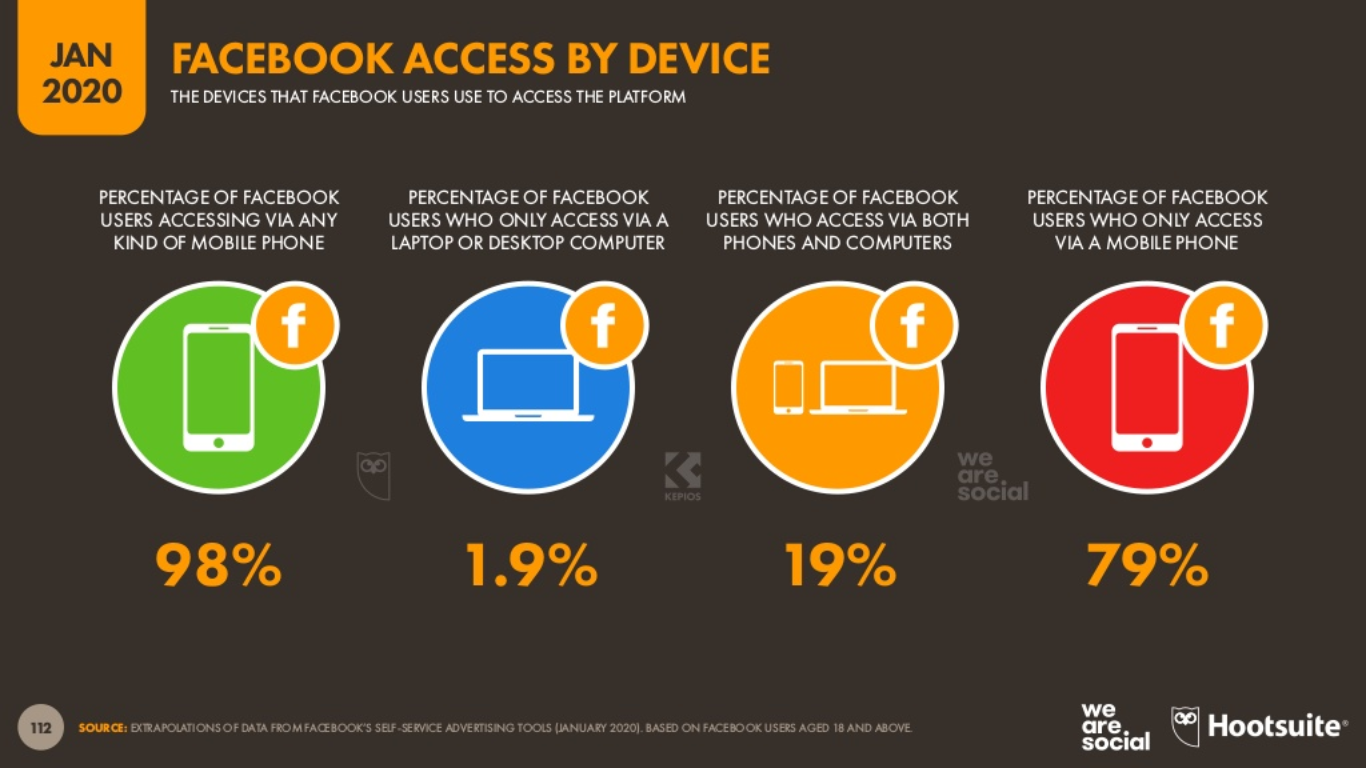 JAN
2020
FACEBOOK ACCESS BY DEVICE
THE DEVICES THAT FACEBOOK USERS USE TO ACCESS THE PLATFORM
PERCENTAGE OF FACEBOOK
USERS ACCESSING VIA ANY
KIND OF MOBILE PHONE
98%
PERCENTAGE OF FACEBOOK
USERS WHO ONLY ACCESS VIA A
LAPTOP OR DESKTOP COMPUTER
1.9%
PERCENTAGE OF FACEBOOK
USERS WHO ACCESS VIA BOTH
PHONES AND COMPUTERS
19%
PERCENTAGE OF FACEBOOK
USERS WHO ONLY ACCESS
VIA A MOBILE PHONE
79%
f
f
f
f
KEPIOS
we
are
social
112
SOURCE: EXTRAPOLATIONS OF DATA FROM FACEBOOK'S SELF-SERVICE ADVERTISING TOOLS (JANUARY 2020). BASED ON FACEBOOK USERS AGED 18 AND ABOVE.
we
are
social
Hootsuite®